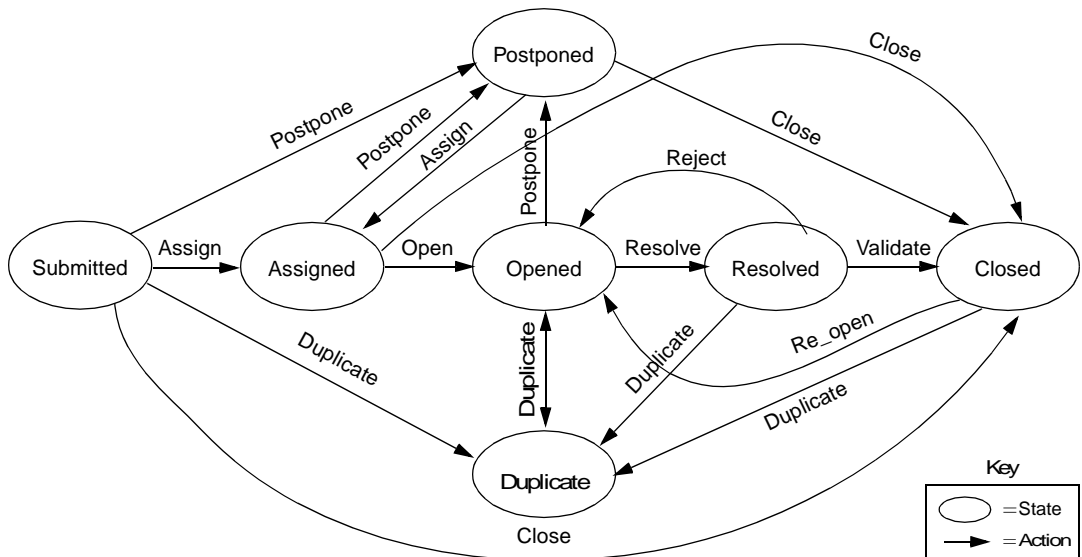 Postponed
Close
Postpone
Postpone
Assign
Close
Postpone
Reject
Submitted
Assign
Assigned
Open
Opened
Resolve
Resolved
Validate
Closed
Duplicate
Duplicate
Duplicate
Re_open
Duplicate
Duplicate
Close
Key
=State
=Action